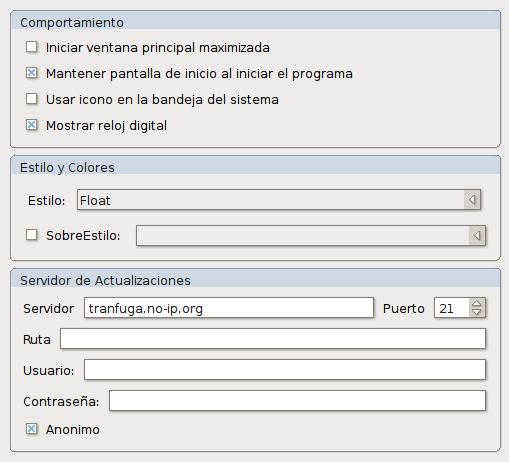 Comportamiento
Iniciar ventana principal maximizada
Mantener pantalla de inicio al iniciar el programa
Usar icono en la bandeja del sistema
Mostrar reloj digital
Estilo y Colores
Estilo: Float
SobreEstilo:
Servidor de Actualizaciones
Servidor tranfuga.no-ip.org Puerto 21
Ruta
Usuario:
Contraseña:
Anonimo